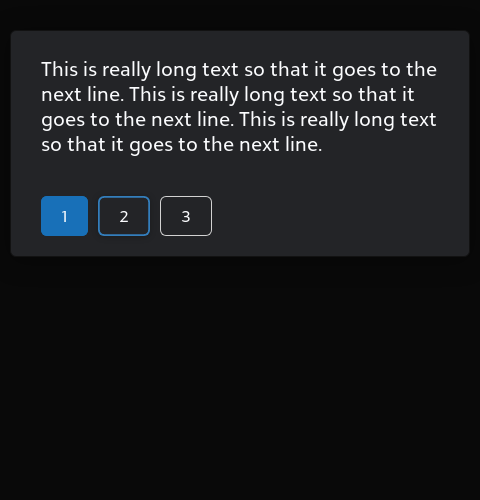 This is really long text so that it goes to the
next line. This is really long text so that it
goes to the next line. This is really long text
so that it goes to the next line.
1 2 3